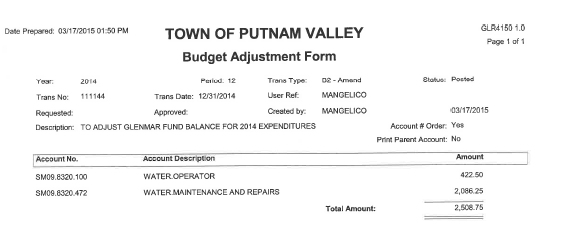 Date Prepared: 03/17/2015 01:50 PM
TOWN OF PUTNAM VALLEY
GLR4150 1.0
Page 1 of 1
Budget Adjustment Form
Year: 2014 Period: 12 Trans Type: B2 - Amend Status: Posted
Trans No: 111144 Trans Date: 12/31/2014 User Ref: MANGELICO
Requested: Approved: Created by: MANGELICO 03/17/2015
Description: TO ADJUST GLENMAR FUND BALANCE FOR 2014 EXPENDITURES Account # Order: Yes
Print Parent Account: No
Account No. Account Description Amount
SM09.8320.100 WATER.OPERATOR 422.50
SM09.8320.472 WATER.MAINTENANCE AND REPAIRS 2,086.25
Total Amount: 2,508.75